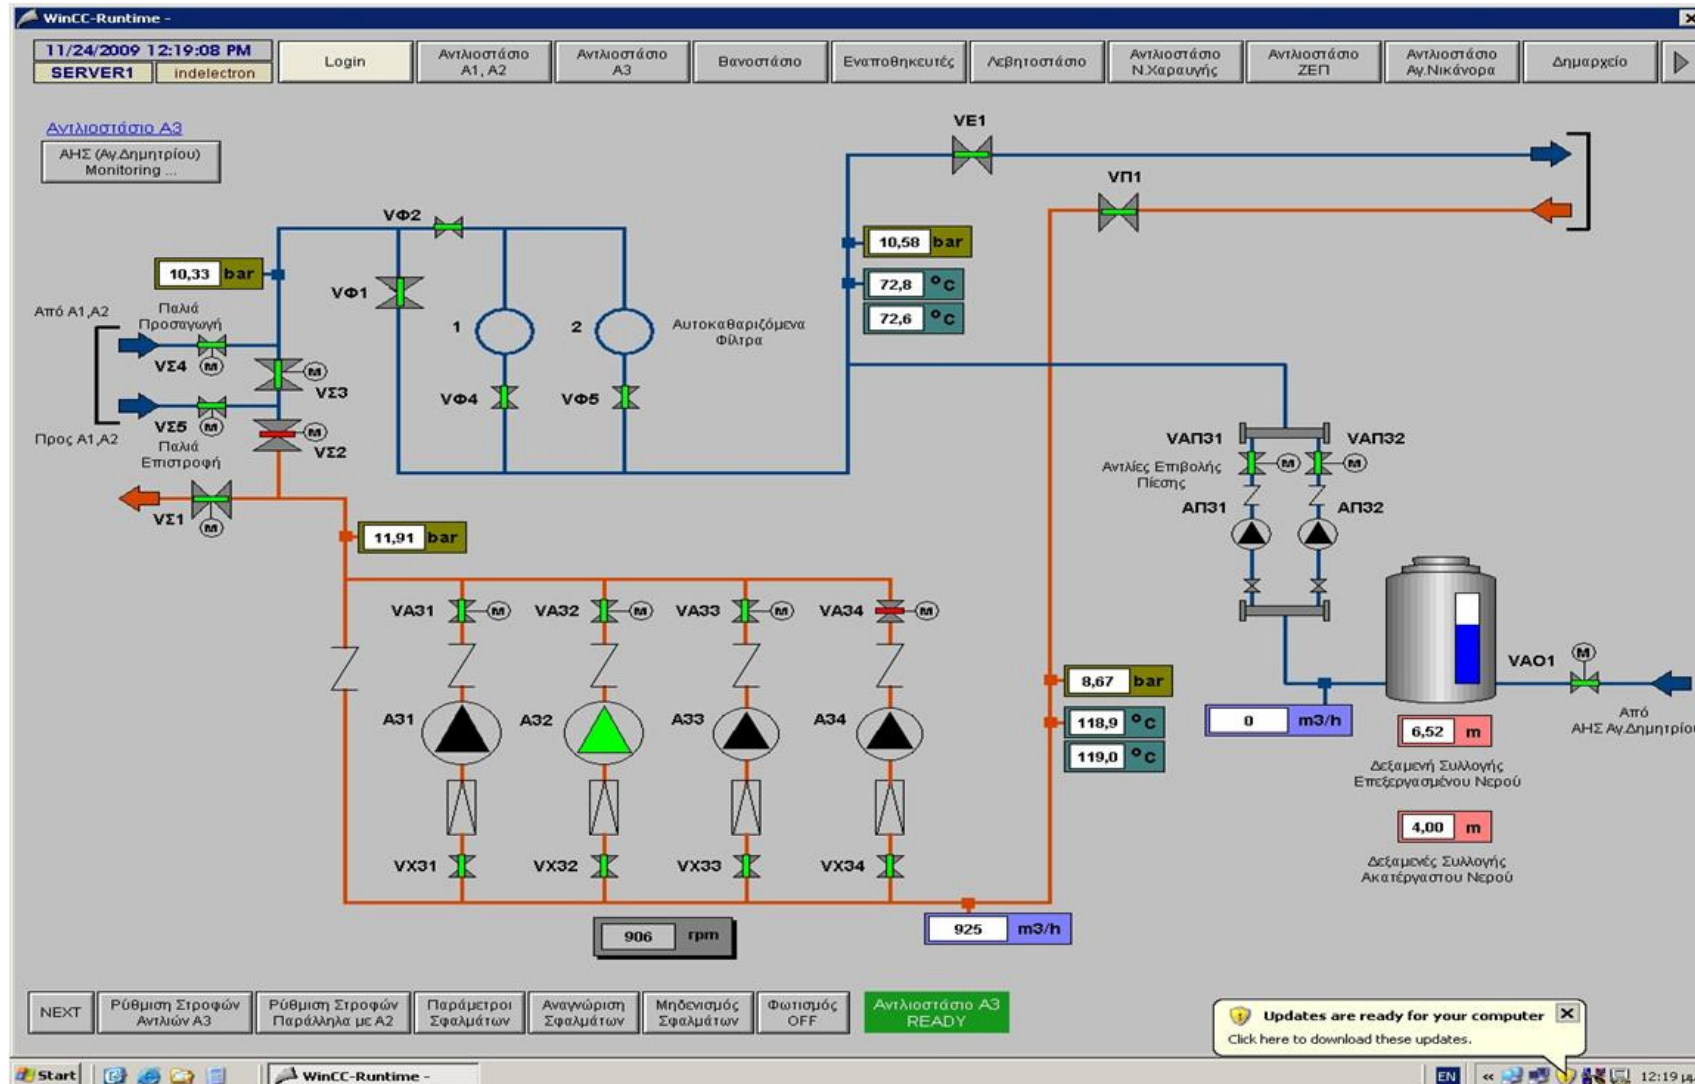 WinCC-Runtime -
11/24/2009 12:19:08 PM
SERVER1 indelectron
Login
Αντλιοστάσιο
Α1, Α2
Αντλιοστάσιο
Α3
Βανοστάσιο
Εναποθηκευτές
Λεβητοστάσιο
Αντλιοστάσιο
Ν.Χαραυγής
Αντλιοστάσιο
ΖΕΠ
Αντλιοστάσιο
Αγ.Νικάνορα
Δημαρχείο
Αντλιοστάσιο Α3
ΑΗΣ (Αγ.Δημητρίου)
Monitoring ...
VE1
VΠ1
VΦ2
10,58 bar
10,33 bar
72,8 °C
VΦ1
72,6 °C
Από Α1,Α2
Παλιά
Προσαγωγή
1
2
Αυτοκαθαριζόμενα
Φίλτρα
VΣ4 M
M
VΣ3
VΦ4
VΦ5
VΣ5 M
M
VΣ2
Προς Α1,Α2
Παλιά
Επιστροφή
VΑΠ31
VΑΠ32
Αντλίες Επιβολής
Πίεσης
M
M
VΣ1 M
ΑΠ31
ΑΠ32
11,91 bar
VA31 M
VA32 M
VA33 M
VA34 M
VAO1 M
8,67 bar
A31
A32
A33
A34
118,9 °C
119,0 °C
0 m3/h
6,52 m
Από
ΑΗΣ Αγ.Δημητρίου
Δεξαμενή Συλλογής
Επεξεργασμένου Νερού
4,00 m
Δεξαμενές Συλλογής
Ακατέργαστου Νερού
VX31
VX32
VX33
VX34
906 rpm
925 m3/h
NEXT
Ρύθμιση Στροφών
Αντλιών Α3
Ρύθμιση Στροφών
Παράλληλα με Α2
Παράμετροι
Σφαλμάτων
Αναγνώριση
Σφαλμάτων
Μηδενισμός
Σφαλμάτων
Φωτισμός
OFF
Αντλιοστάσιο Α3
READY
Updates are ready for your computer
Click here to download these updates.
Start
WinCC-Runtime -
EN
12:19 μμ